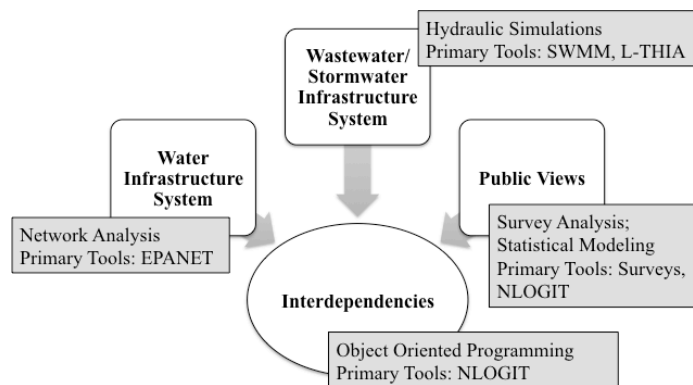 Hydraulic Simulations
Primary Tools: SWMM, L-THIA
Wastewater/
Stormwater
Infrastructure
System
Water
Infrastructure
System
Network Analysis
Primary Tools: EPANET
Public Views
Survey Analysis;
Statistical Modeling
Primary Tools: Surveys,
NLOGIT
Interdependencies
Object Oriented Programming
Primary Tools: NLOGIT